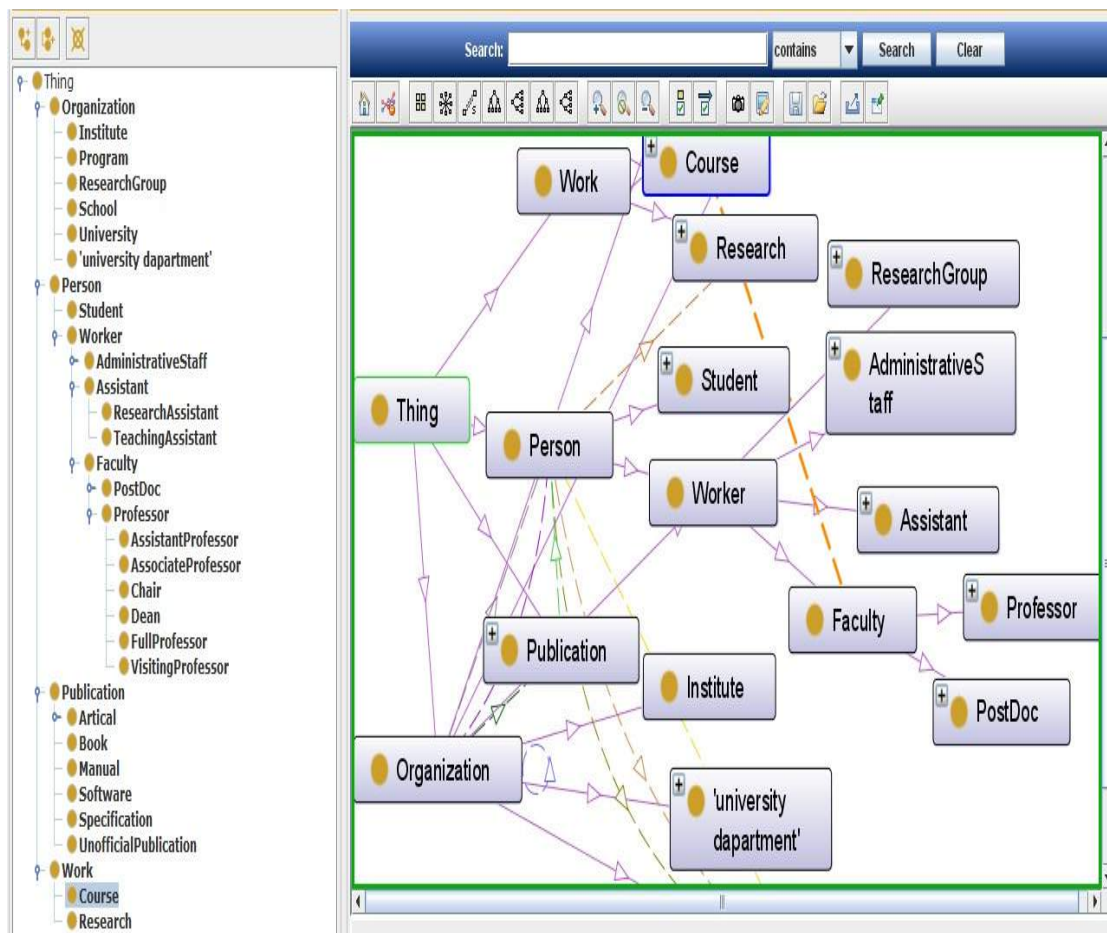 Thing
Organization
Institute
Program
ResearchGroup
School
University
'university dapartment'
Person
Student
Worker
AdministrativeStaff
Assistant
ResearchAssistant
TeachingAssistant
Faculty
PostDoc
Professor
AssistantProfessor
AssociateProfessor
Chair
Dean
FullProfessor
VisitingProfessor
Publication
Artical
Book
Manual
Software
Specification
UnofficialPublication
Work
Course
Research
Search: contains Search Clear
Course
Work
Research
ResearchGroup
Student
AdministrativeS
taff
Thing
Person
Worker
Assistant
Professor
Faculty
Publication
Institute
PostDoc
Organization
'university
dapartment'